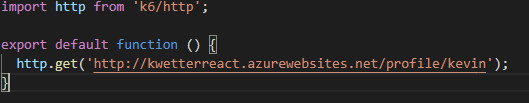 import http from 'k6/http';
export default function () {
http.get('http://kwetterreact.azurewebsites.net/profile/kevin');
}